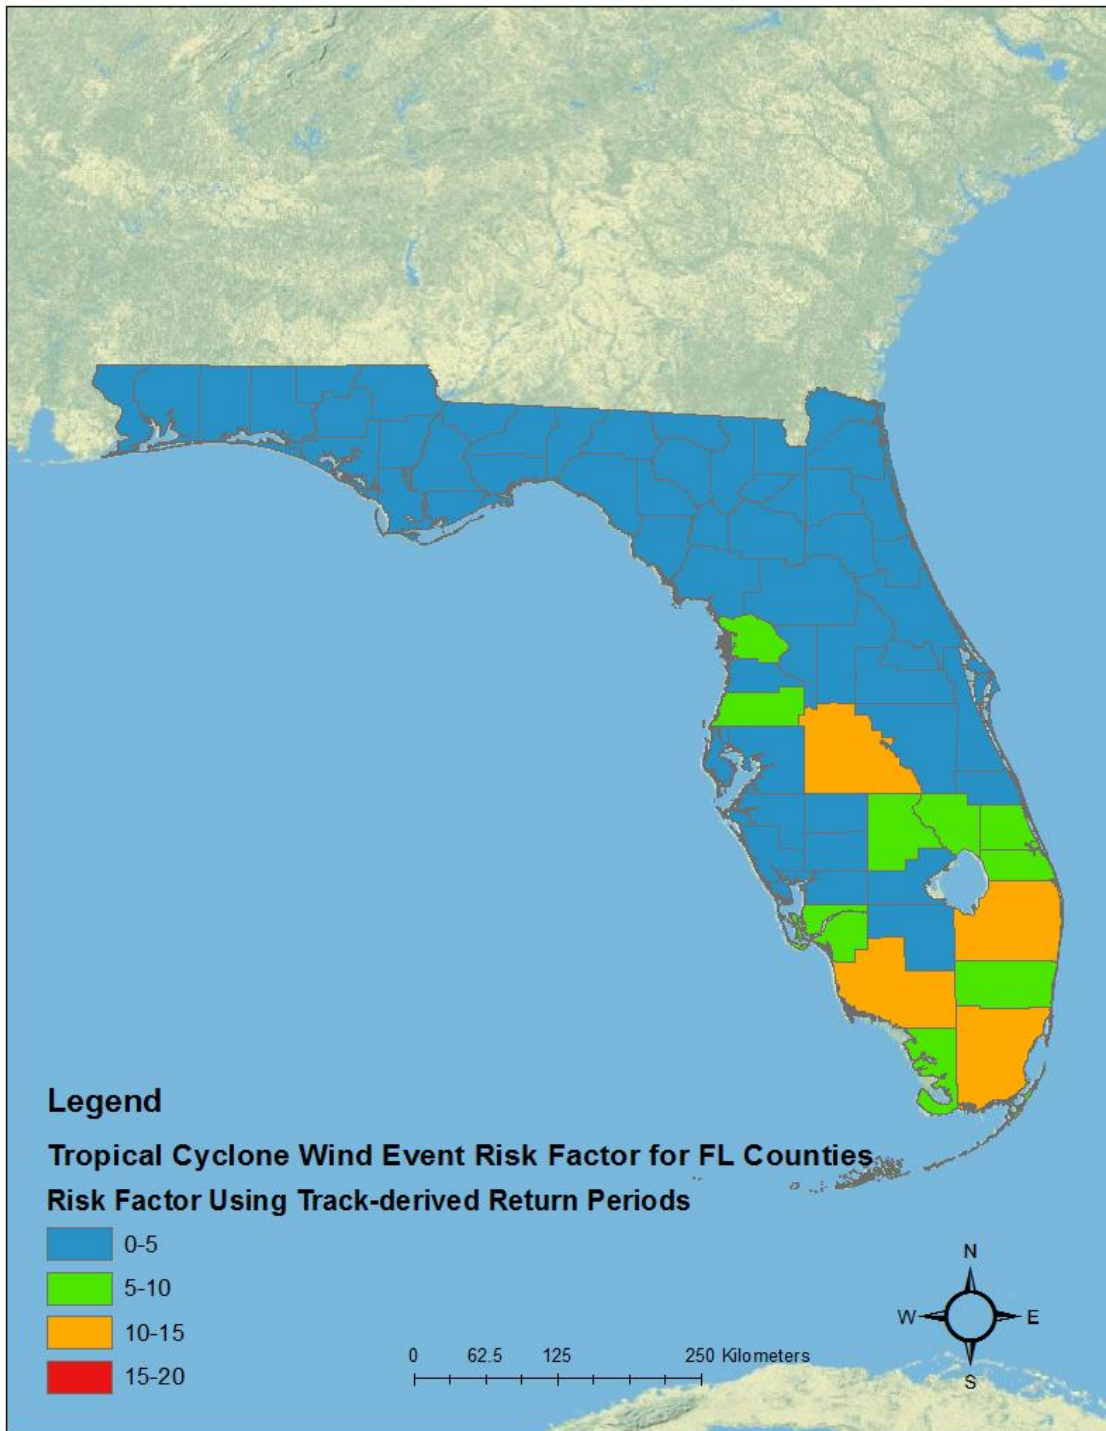 Legend
Tropical Cyclone Wind Event Risk Factor for FL Counties
Risk Factor Using Track-derived Return Periods
0-5
5-10
10-15
15-20
0 62.5 125 250 Kilometers
N
W E
S